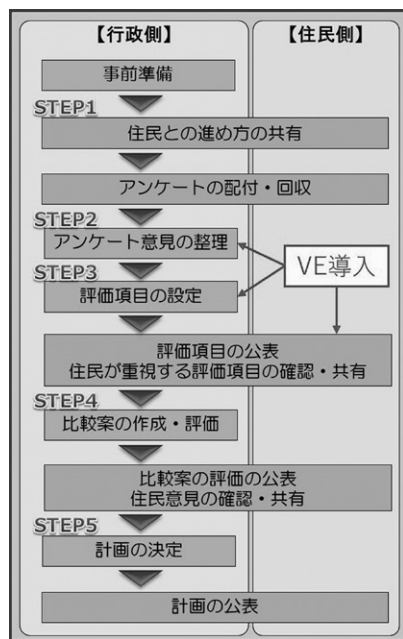 【行政側】
【住民側】
事前準備
STEP1
住民との進め方の共有
アンケートの配付・回収
STEP2
アンケート意見の整理
VE導入
STEP3
評価項目の設定
評価項目の公表
住民が重視する評価項目の確認・共有
STEP4
比較案の作成・評価
比較案の評価の公表
住民意見の確認・共有
STEP5
計画の決定
計画の公表